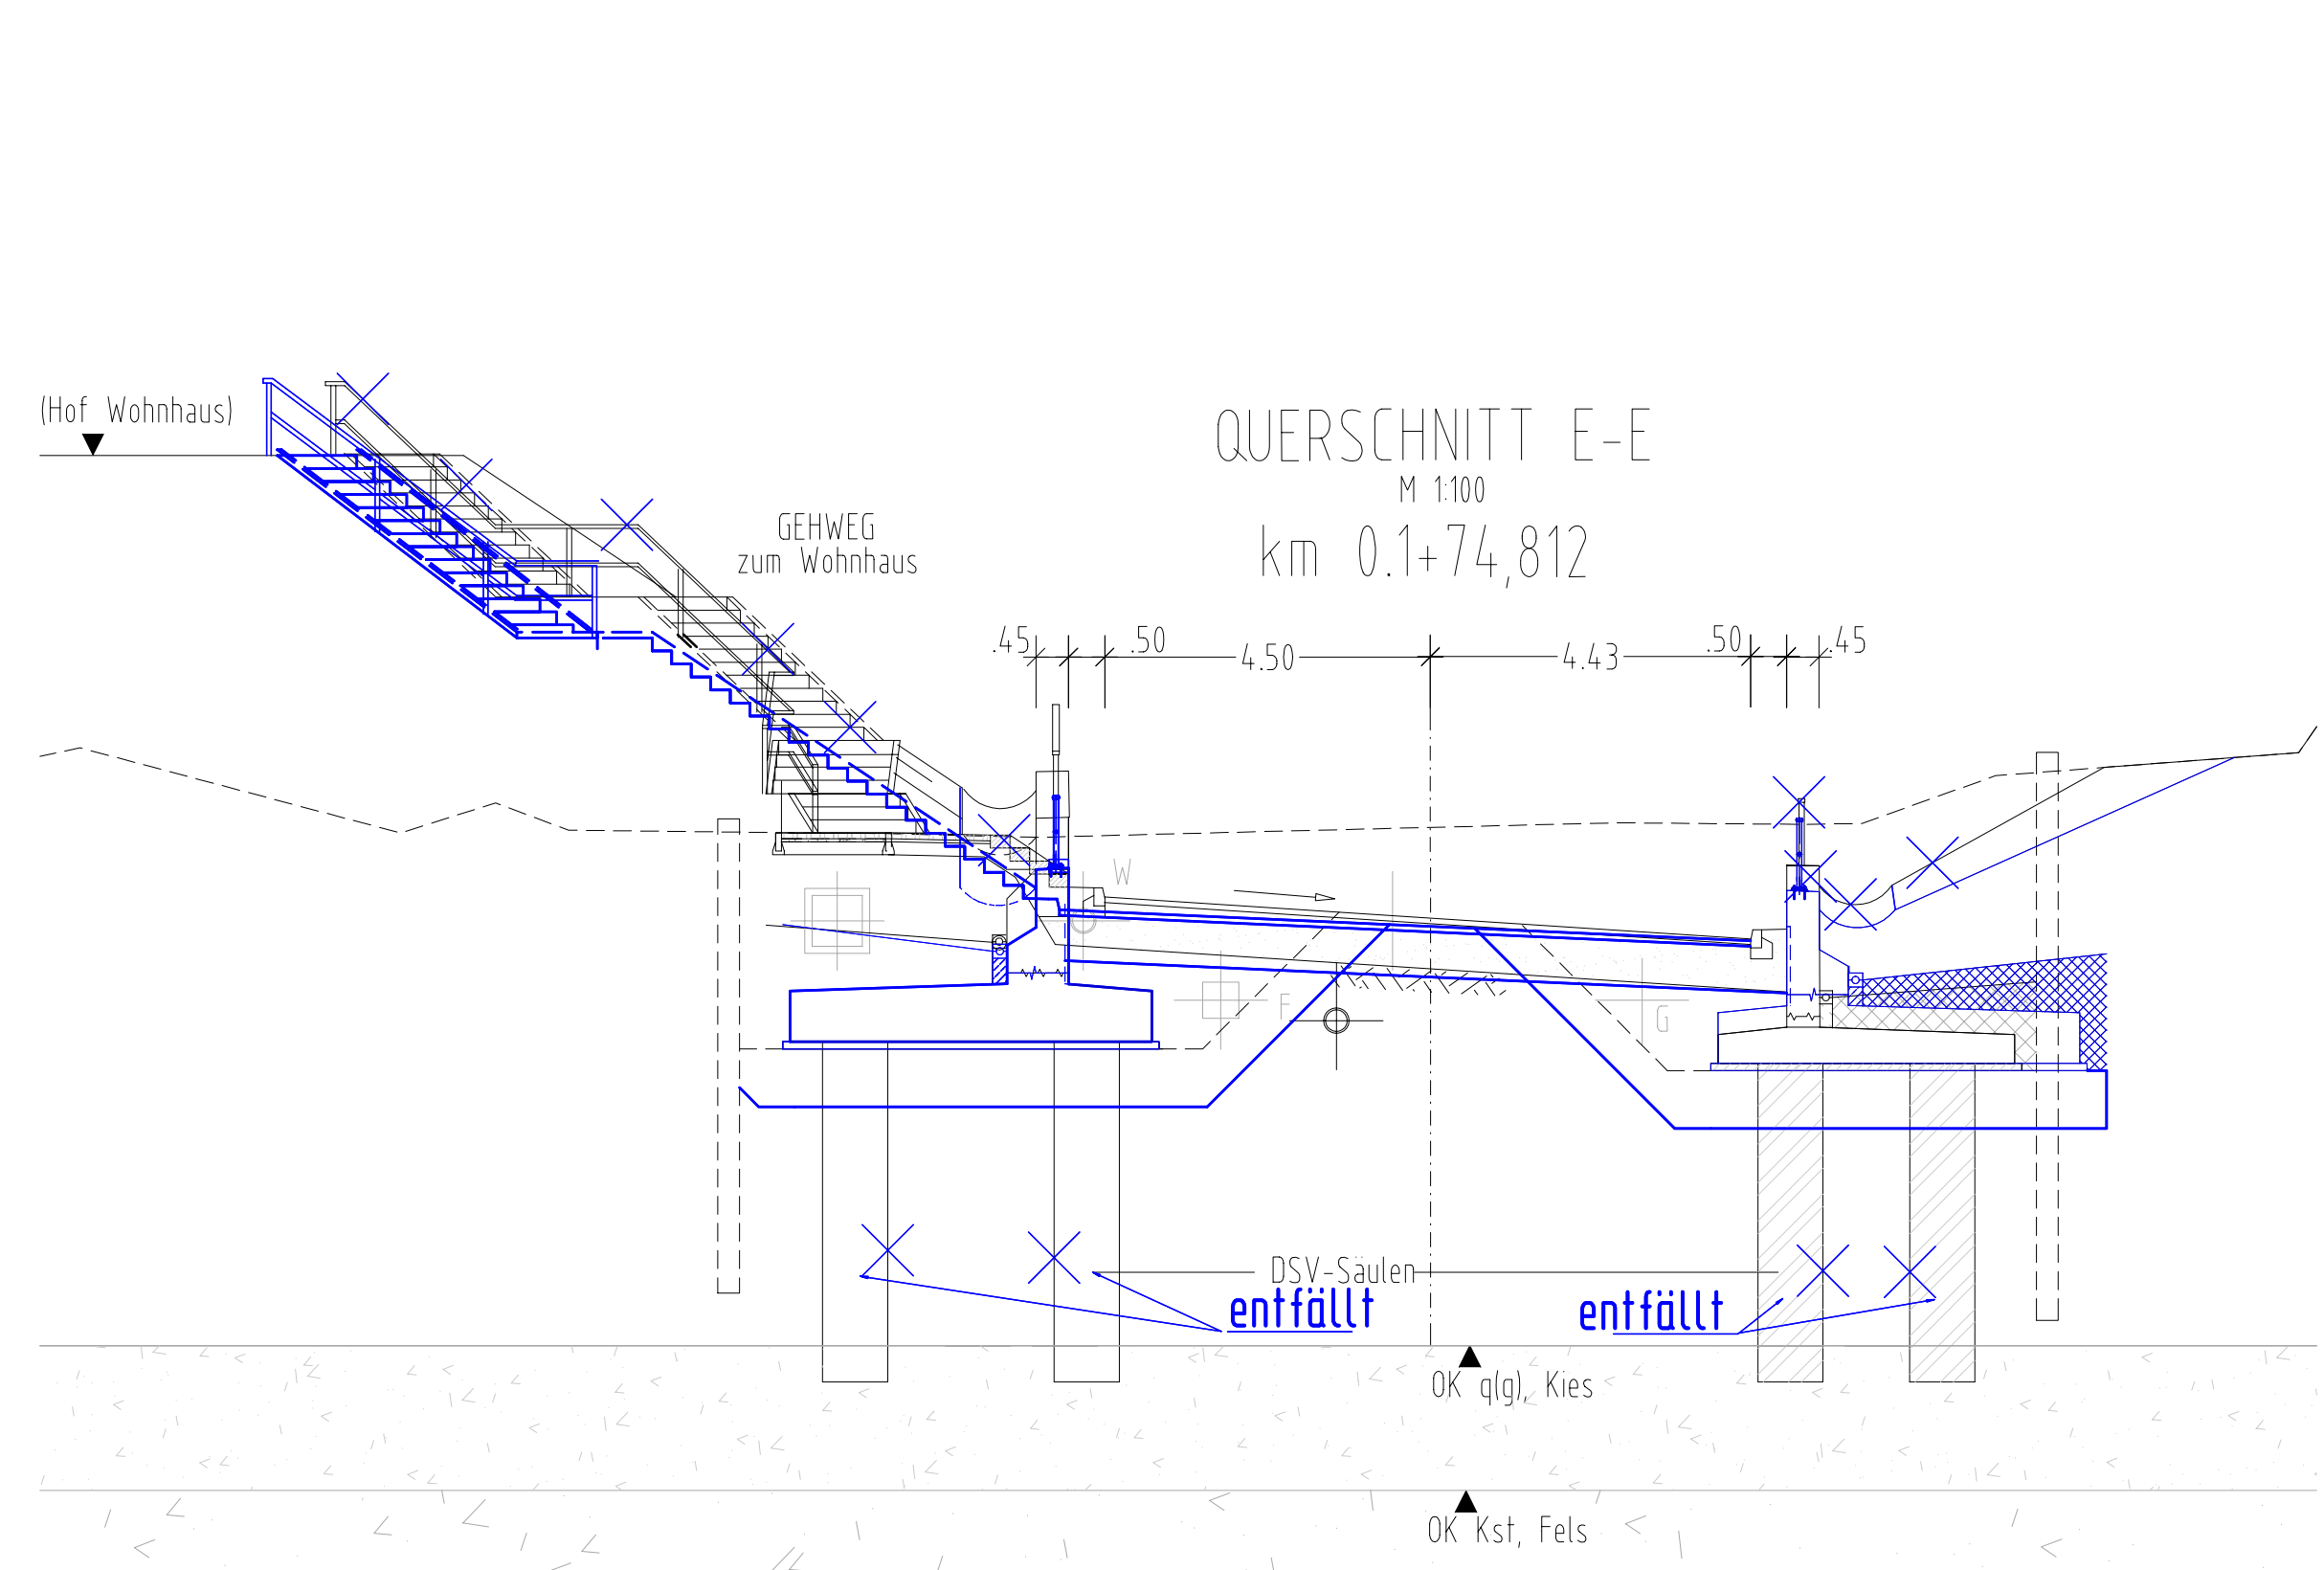 (Hof Wohnhaus)
QUERSCHNITT E-E
M 1:100
km 0.1+74,812
GEHWEG
zum Wohnhaus
.45 .50 4.50 4.43 .50 .45
W
F
G
DSV-Säulen
entfällt entfällt
OK q(g), Kies
OK Kst, Fels